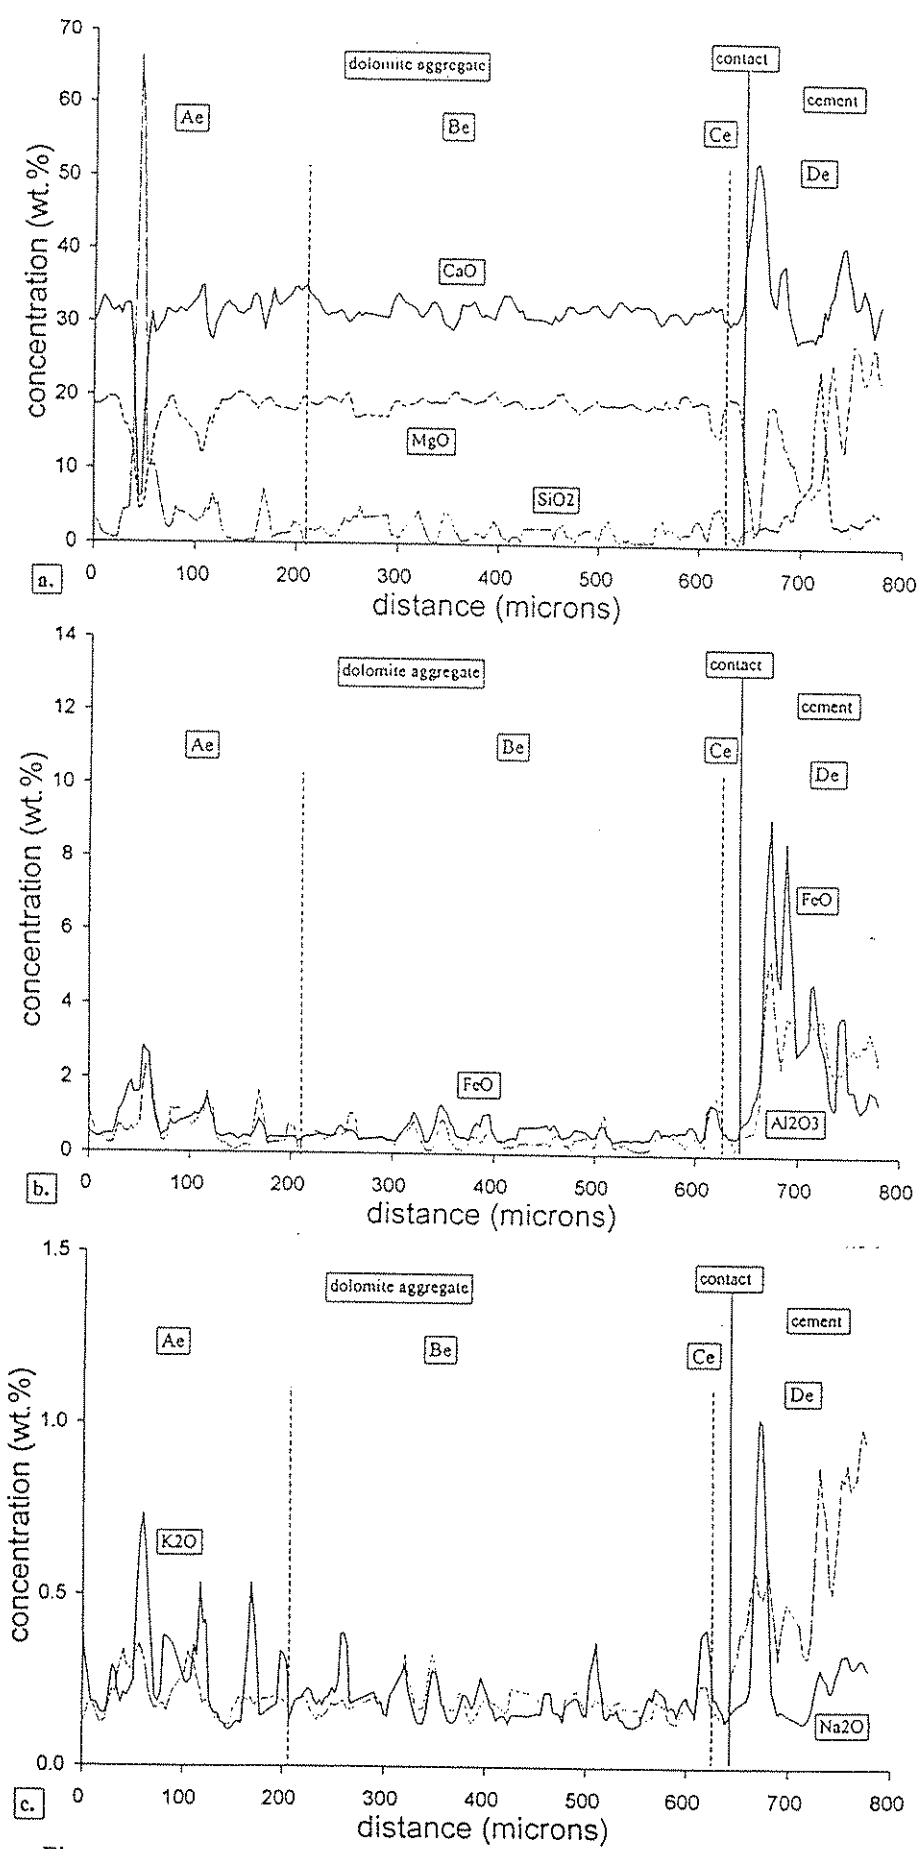 70
60
50
40
30
20
10
0
concentration (wt.%)
dolomite aggregate
contact
cement
Ae
Be
Ce
De
CaO
MgO
SiO2
0 100 200 300 400 500 600 700 800
a.
distance (microns)
14
12
10
8
6
4
2
0
concentration (wt.%)
dolomite aggregate
contact
cement
Ae
Be
Ce
De
FeO
FeO
Al2O3
0 100 200 300 400 500 600 700 800
b.
distance (microns)
1.5
1.0
0.5
0.0
concentration (wt.%)
dolomite aggregate
contact
cement
Ae
Be
Ce
De
K2O
Na2O
0 100 200 300 400 500 600 700 800
c.
distance (microns)